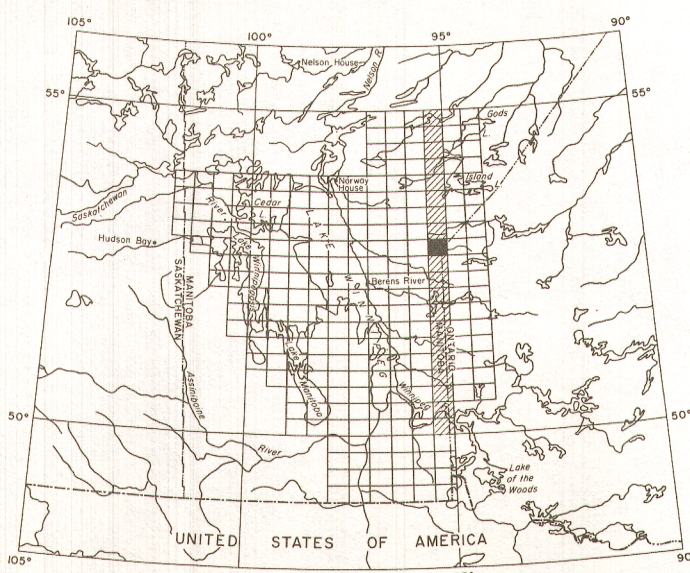 105°
100°
95°
90°
Nelson House
Nelson R.
55°
55°
Gods
L.
Island
L.
Norway
House
Saskatchewan
River
Cedar
L.
LAKE
WINNIPEG
Hudson Bay
Lake
Winnipegosis
Berens River
MANITOBA
SASKATCHEWAN
MANITOBA
ONTARIO
Lake
Manitoba
Winnipeg
Assiniboine
River
50°
50°
Lake
of the
Woods
UNITED STATES OF AMERICA
105°
90